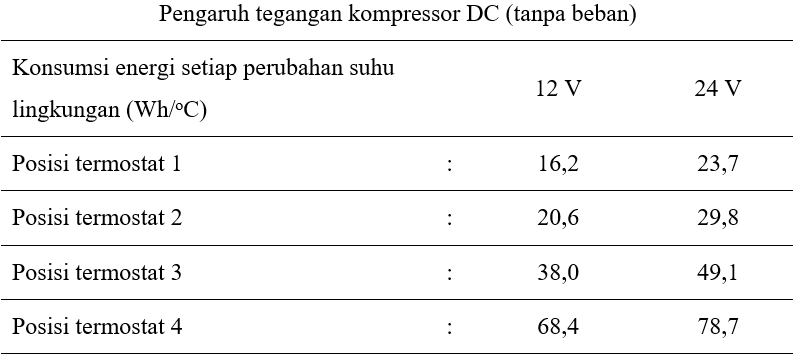 Pengaruh tegangan kompressor DC (tanpa beban)
Konsumsi energi setiap perubahan suhu
lingkungan (Wh/°C) 12 V 24 V
Posisi termostat 1 : 16,2 23,7
Posisi termostat 2 : 20,6 29,8
Posisi termostat 3 : 38,0 49,1
Posisi termostat 4 : 68,4 78,7